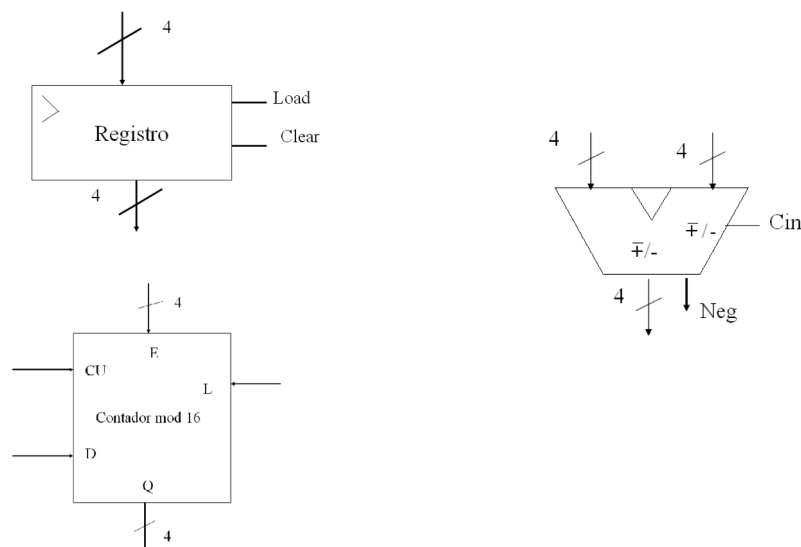 4
Load
Registro
Clear
4
4
4
Cin
+̅/-
+̅/-
4
Neg
4
E
CU
L
Contador mod 16
D
Q
4